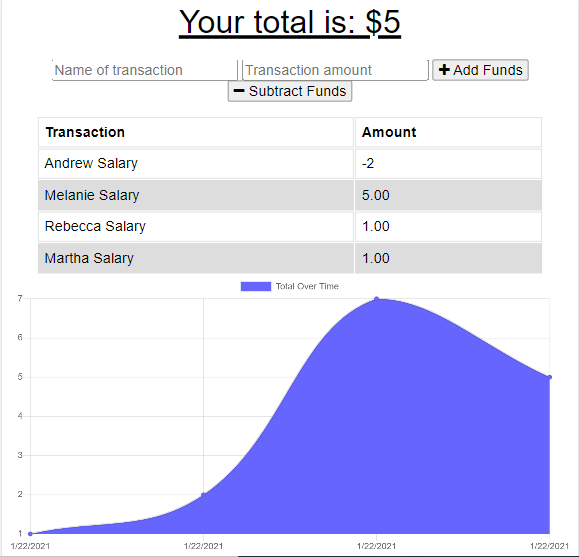 Your total is: $5
Name of transaction Transaction amount + Add Funds
− Subtract Funds
Transaction Amount
Andrew Salary -2
Melanie Salary 5.00
Rebecca Salary 1.00
Martha Salary 1.00
Total Over Time
7
6
5
4
3
2
1
1/22/2021 1/22/2021 1/22/2021 1/22/2021